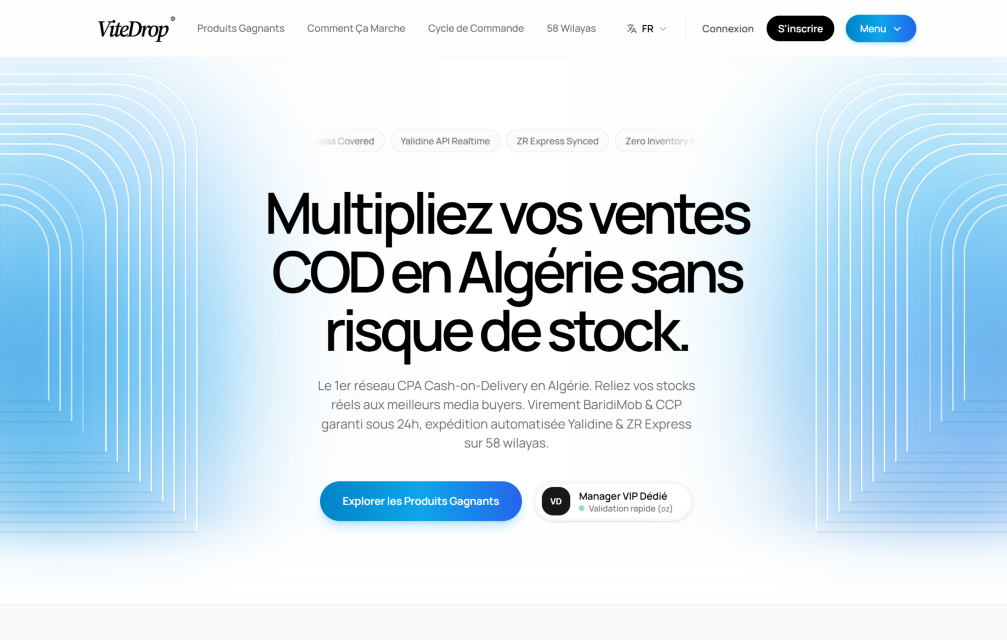 ViteDrop
Produits Gagnants
Comment Ça Marche
Cycle de Commande
58 Wilayas
FR
Connexion
S'inscrire
Menu
Covered
Yalidine API Realtime
ZR Express Synced
Zero Inventory
Multipliez vos ventes
COD en Algérie sans
risque de stock.
Le 1er réseau CPA Cash-on-Delivery en Algérie. Reliez vos stocks
réels aux meilleurs media buyers. Virement BaridiMob & CCP
garanti sous 24h, expédition automatisée Yalidine & ZR Express
sur 58 wilayas.
Explorer les Produits Gagnants
VD
Manager VIP Dédié
Validation rapide (DZ)